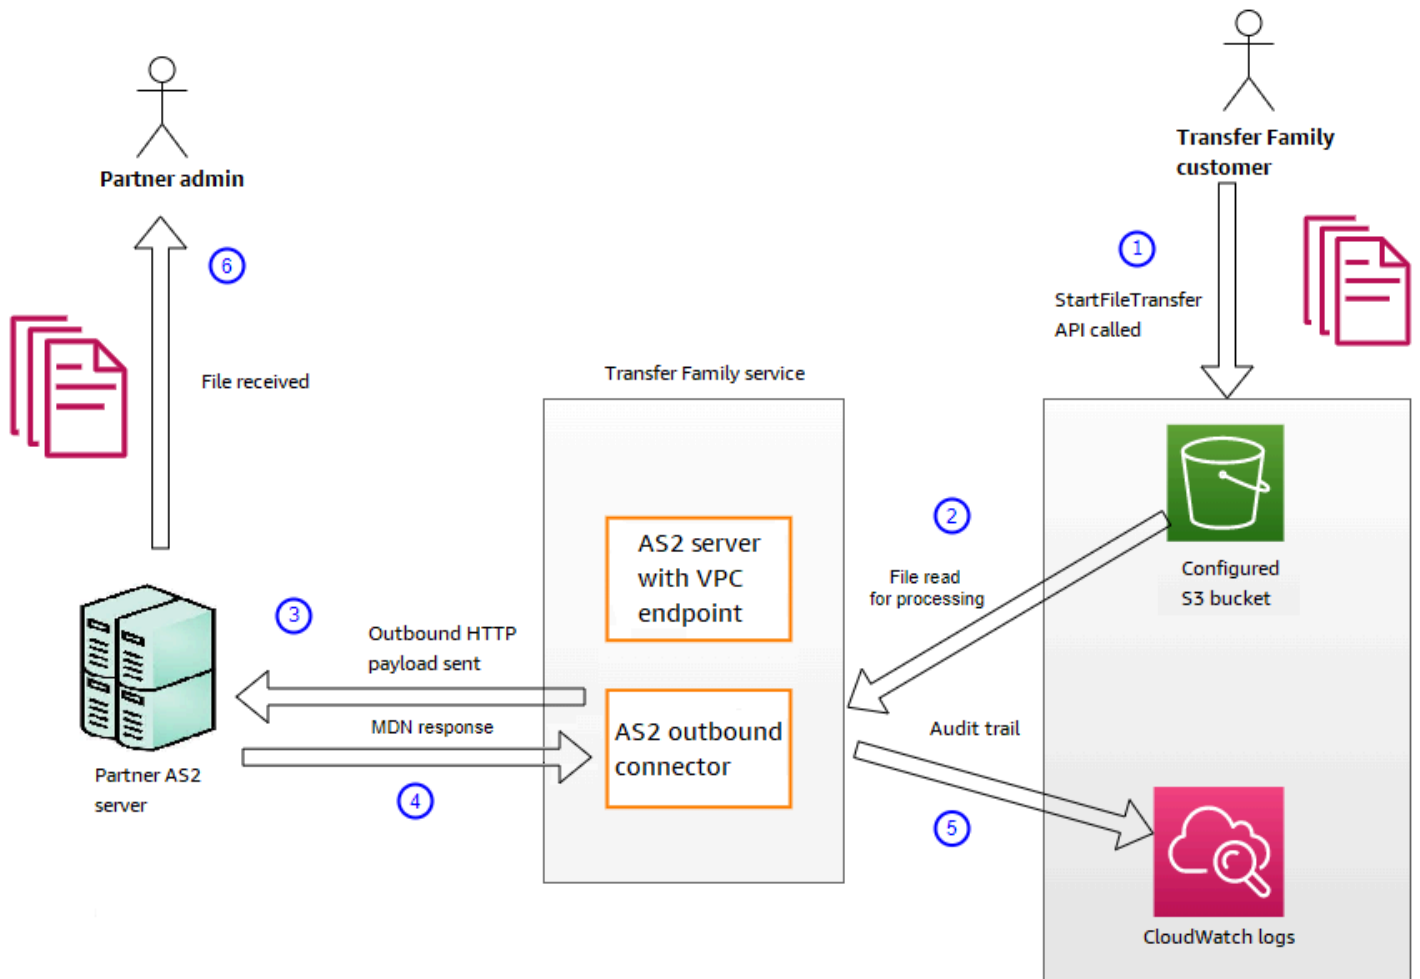 Partner admin
Transfer Family
customer
6
1
StartFileTransfer
API called
File received
Transfer Family service
2
AS2 server
with VPC
endpoint
File read
for processing
Configured
S3 bucket
3
Outbound HTTP
payload sent
MDN response
AS2 outbound
connector
Audit trail
Partner AS2
server
4
5
CloudWatch logs